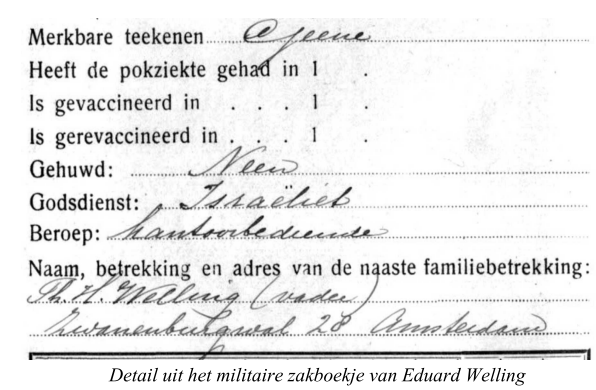 Merkbare teekenen Geene
Heeft de pokziekte gehad in 1 .
Is gevaccineerd in . . . 1 .
Is gerevaccineerd in . . . 1 .
Gehuwd: Neen
Godsdienst: Israëliet
Beroep: kantoorbediende
Naam, betrekking en adres van de naaste familiebetrekking:
Th. H. Welling (vader)
Zwanenburgwal 28 Amsterdam
Detail uit het militaire zakboekje van Eduard Welling